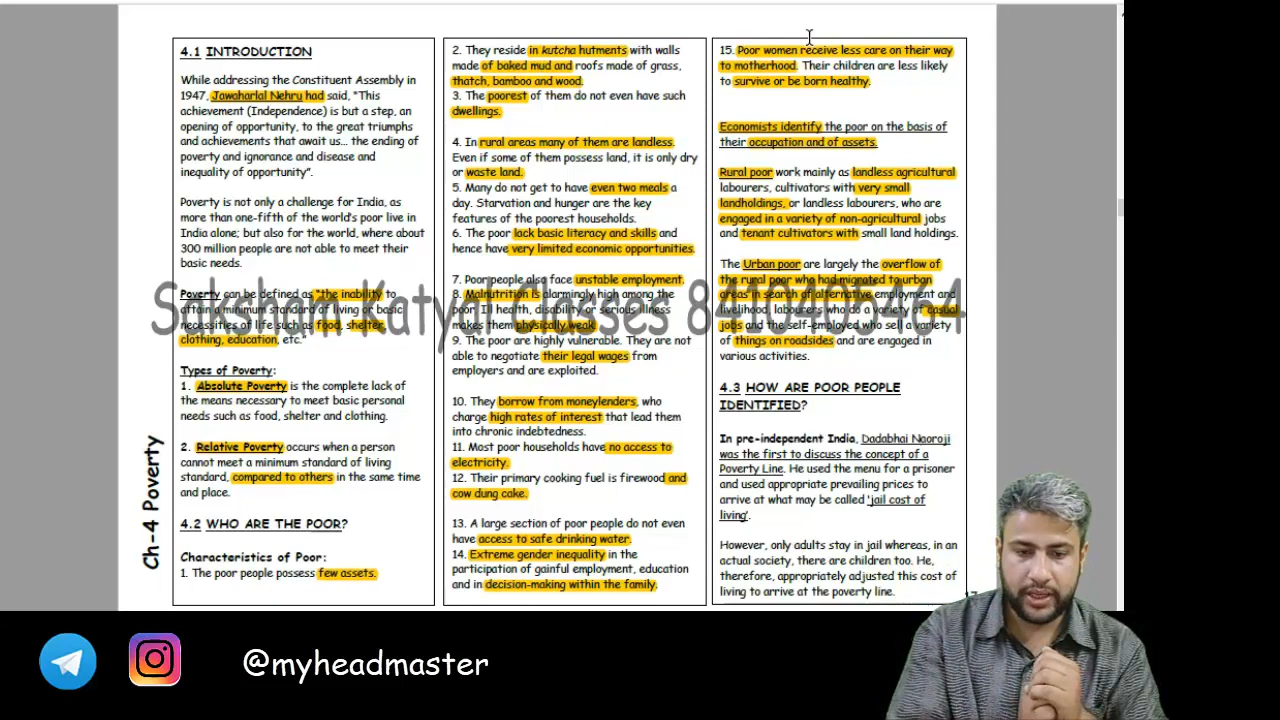 4.1 INTRODUCTION
While addressing the Constituent Assembly in
1947, Jawaharlal Nehru had said, "This
achievement (Independence) is but a step, an
opening of opportunity, to the great triumphs
and achievements that await us... the ending of
poverty and ignorance and disease and
inequality of opportunity".
Poverty is not only a challenge for India, as
more than one-fifth of the world's poor live in
India alone; but also for the world, where about
300 million people are not able to meet their
basic needs.
Poverty can be defined as "the inability to
attain a minimum standard of living or basic
necessities of life such as food, shelter,
clothing, education, etc."
Types of Poverty:
1. Absolute Poverty is the complete lack of
the means necessary to meet basic personal
needs such as food, shelter and clothing.
2. Relative Poverty occurs when a person
cannot meet a minimum standard of living
standard, compared to others in the same time
and place.
4.2 WHO ARE THE POOR?
Characteristics of Poor:
1. The poor people possess few assets.
Ch-4 Poverty
2. They reside in kutcha hutments with walls
made of baked mud and roofs made of grass,
thatch, bamboo and wood.
3. The poorest of them do not even have such
dwellings.
4. In rural areas many of them are landless.
Even if some of them possess land, it is only dry
or waste land.
5. Many do not get to have even two meals a
day. Starvation and hunger are the key
features of the poorest households.
6. The poor lack basic literacy and skills and
hence have very limited economic opportunities.
7. Poor people also face unstable employment.
8. Malnutrition is alarmingly high among the
poor. Ill health, disability or serious illness
makes them physically weak.
9. The poor are highly vulnerable. They are not
able to negotiate their legal wages from
employers and are exploited.
10. They borrow from moneylenders, who
charge high rates of interest that lead them
into chronic indebtedness.
11. Most poor households have no access to
electricity.
12. Their primary cooking fuel is firewood and
cow dung cake.
13. A large section of poor people do not even
have access to safe drinking water.
14. Extreme gender inequality in the
participation of gainful employment, education
and in decision-making within the family.
15. Poor women receive less care on their way
to motherhood. Their children are less likely
to survive or be born healthy.
Economists identify the poor on the basis of
their occupation and of assets.
Rural poor work mainly as landless agricultural
labourers, cultivators with very small
landholdings, or landless labourers, who are
engaged in a variety of non-agricultural jobs
and tenant cultivators with small land holdings.
The Urban poor are largely the overflow of
the rural poor who had migrated to urban
areas in search of alternative employment and
livelihood, labourers who do a variety of casual
jobs and the self-employed who sell a variety
of things on roadsides and are engaged in
various activities.
4.3 HOW ARE POOR PEOPLE
IDENTIFIED?
In pre-independent India, Dadabhai Naoroji
was the first to discuss the concept of a
Poverty Line. He used the menu for a prisoner
and used appropriate prevailing prices to
arrive at what may be called 'jail cost of
living'.
However, only adults stay in jail whereas, in an
actual society, there are children too. He,
therefore, appropriately adjusted this cost of
living to arrive at the poverty line.
@myheadmaster